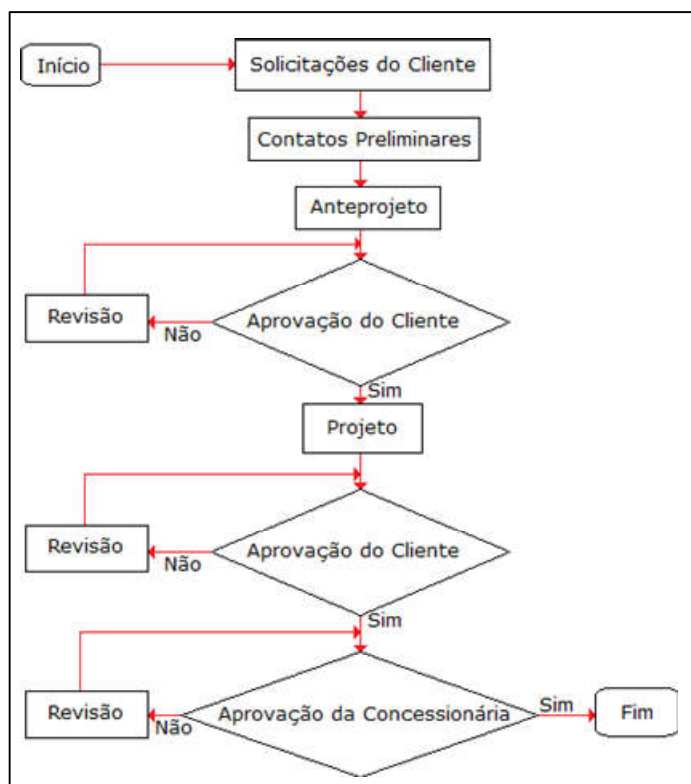 Início
Solicitações do Cliente
Contatos Preliminares
Anteprojeto
Revisão
Não
Aprovação do Cliente
Sim
Projeto
Revisão
Não
Aprovação do Cliente
Sim
Revisão
Não
Aprovação da Concessionária
Sim
Fim